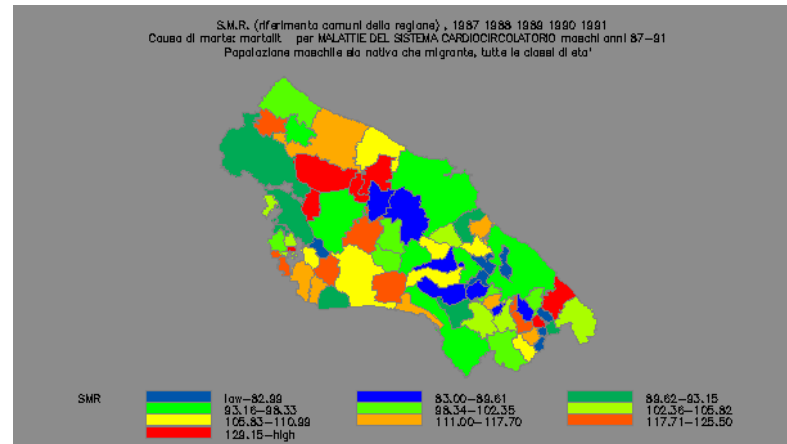 S.M.R. (riferimento comuni della regione) , 1987 1988 1989 1990 1991
Causa di morte: mortalit per MALATTIE DEL SISTEMA CARDIOCIRCOLATORIO maschi anni 87-91
Popolazione maschile sia nativa che migrante, tutte le classi di eta'
SMR low-82.99 83.00-89.61 89.62-93.15
93.16-98.33 98.34-102.35 102.36-105.82
105.83-110.99 111.00-117.70 117.71-125.50
129.15-high